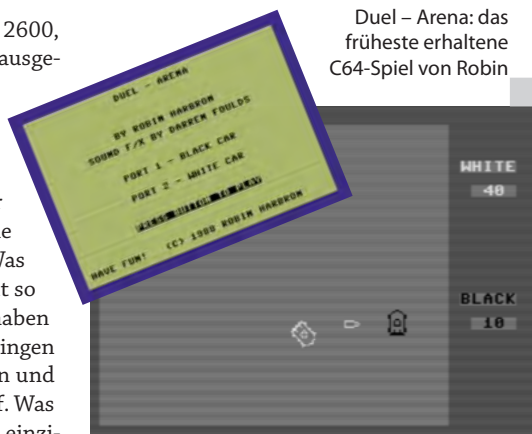 2600,
ausge-
Was
t so
haben
ingen
n und
f. Was
einzi-
Duel – Arena: das
früheste erhaltene
C64-Spiel von Robin
DUEL - ARENA
BY ROBIN HARBRON
SOUND F/X BY DARREN FOULDS
PORT 1 - BLACK CAR
PORT 2 - WHITE CAR
PRESS BUTTON TO PLAY
HAVE FUN! (C) 1988 ROBIN HARBRON
WHITE
40
BLACK
10